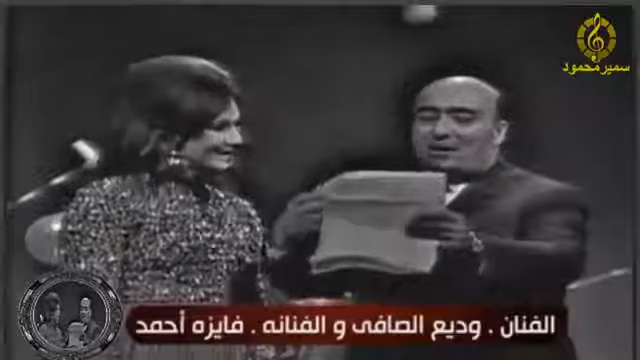 سمير محمود
الفنان . وديع الصافى و الفنانه . فايزه أحمد